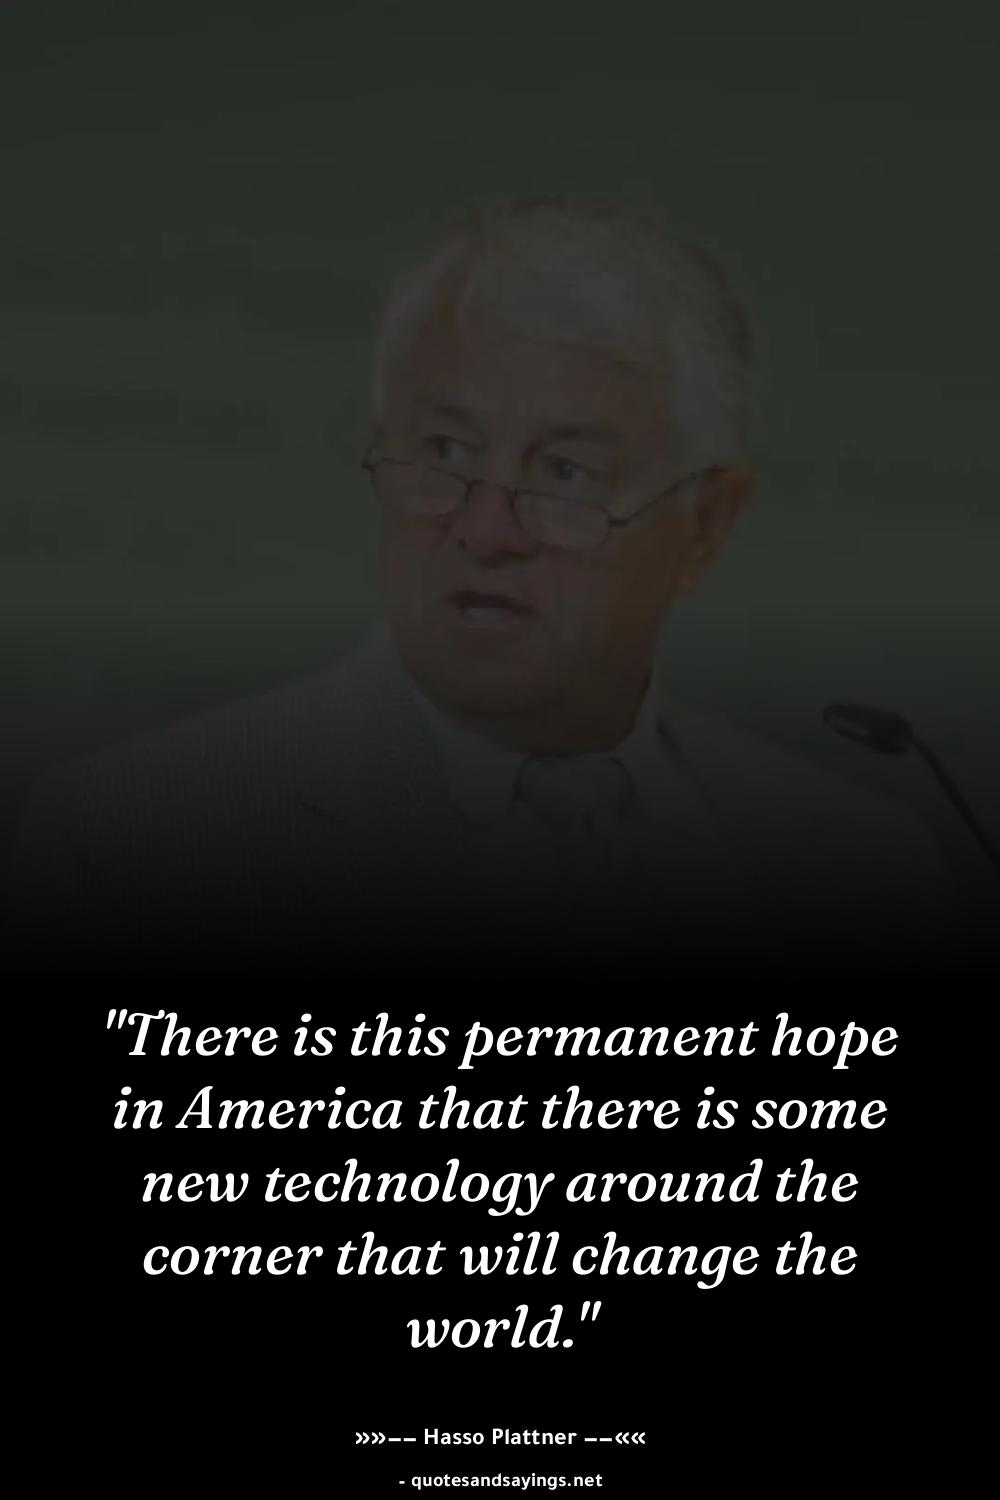 "There is this permanent hope
in America that there is some
new technology around the
corner that will change the
world."
»»–– Hasso Plattner ––««
- quotesandsayings.net